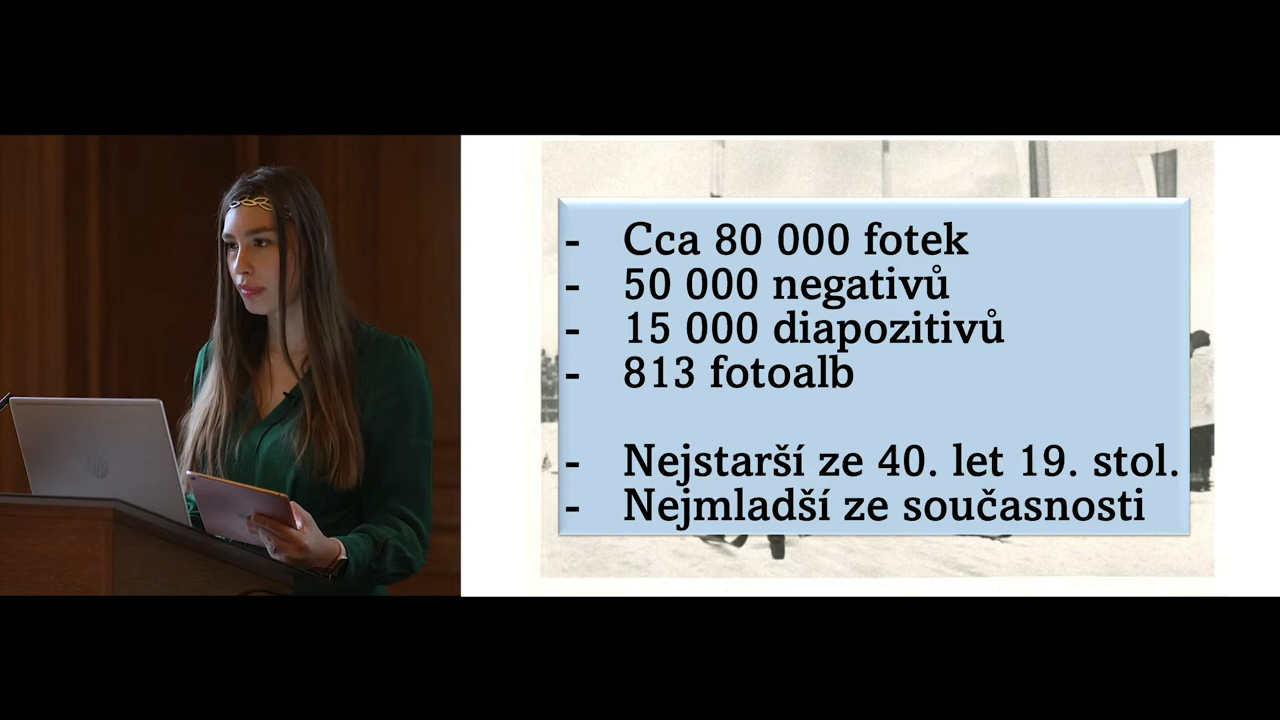 - Cca 80 000 fotek
- 50 000 negativů
- 15 000 diapozitivů
- 813 fotoalb
- Nejstarší ze 40. let 19. stol.
- Nejmladší ze současnosti